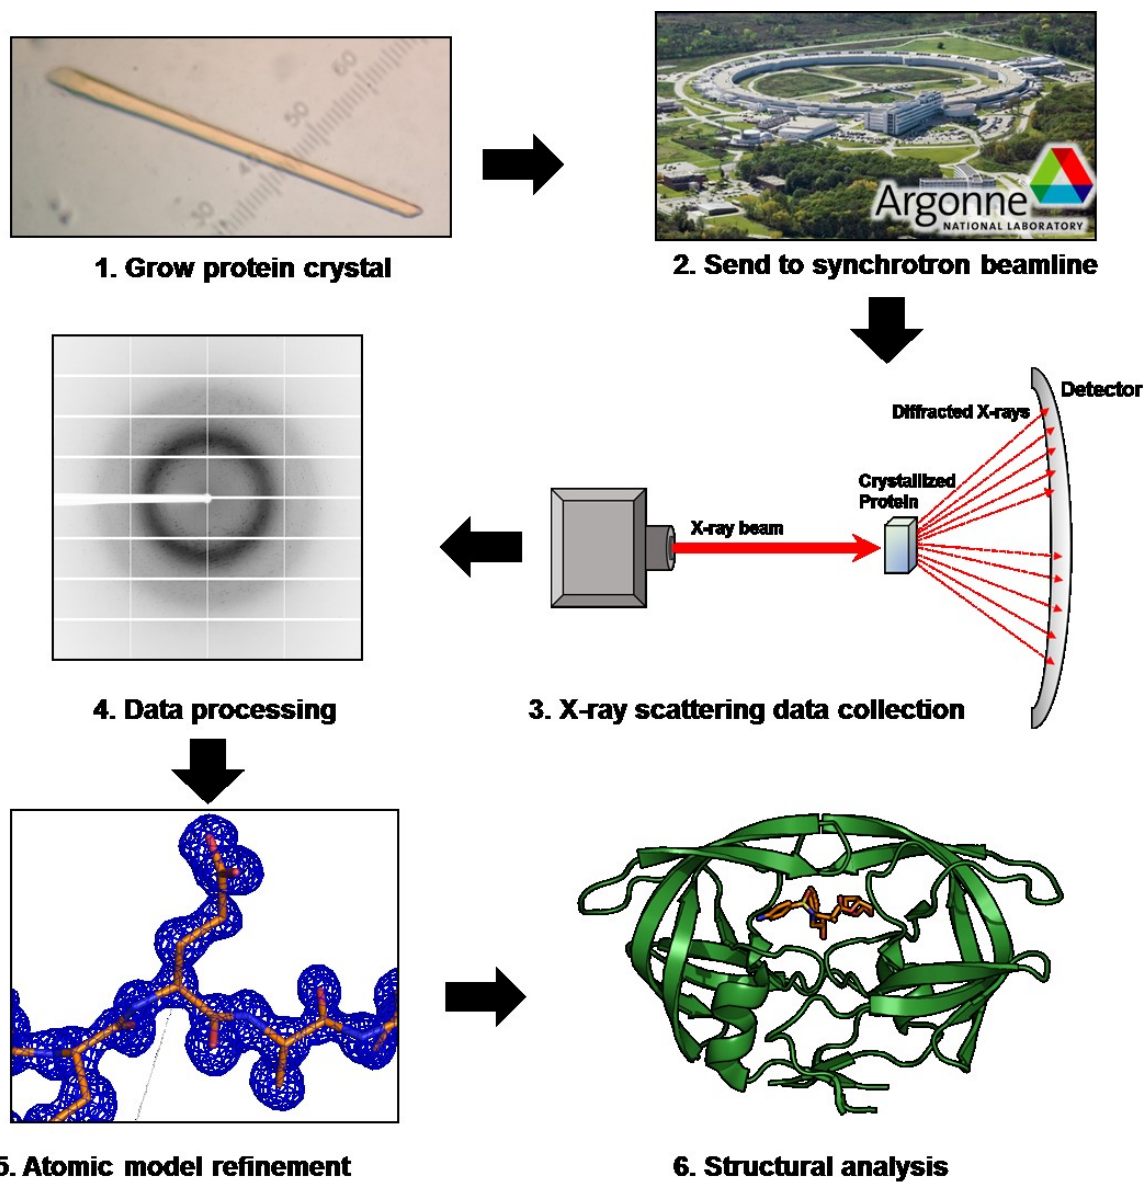 30 40 50 60
1. Grow protein crystal
Argonne
NATIONAL LABORATORY
2. Send to synchrotron beamline
Detector
Diffracted X-rays
Crystallized
Protein
X-ray beam
3. X-ray scattering data collection
4. Data processing
5. Atomic model refinement
6. Structural analysis